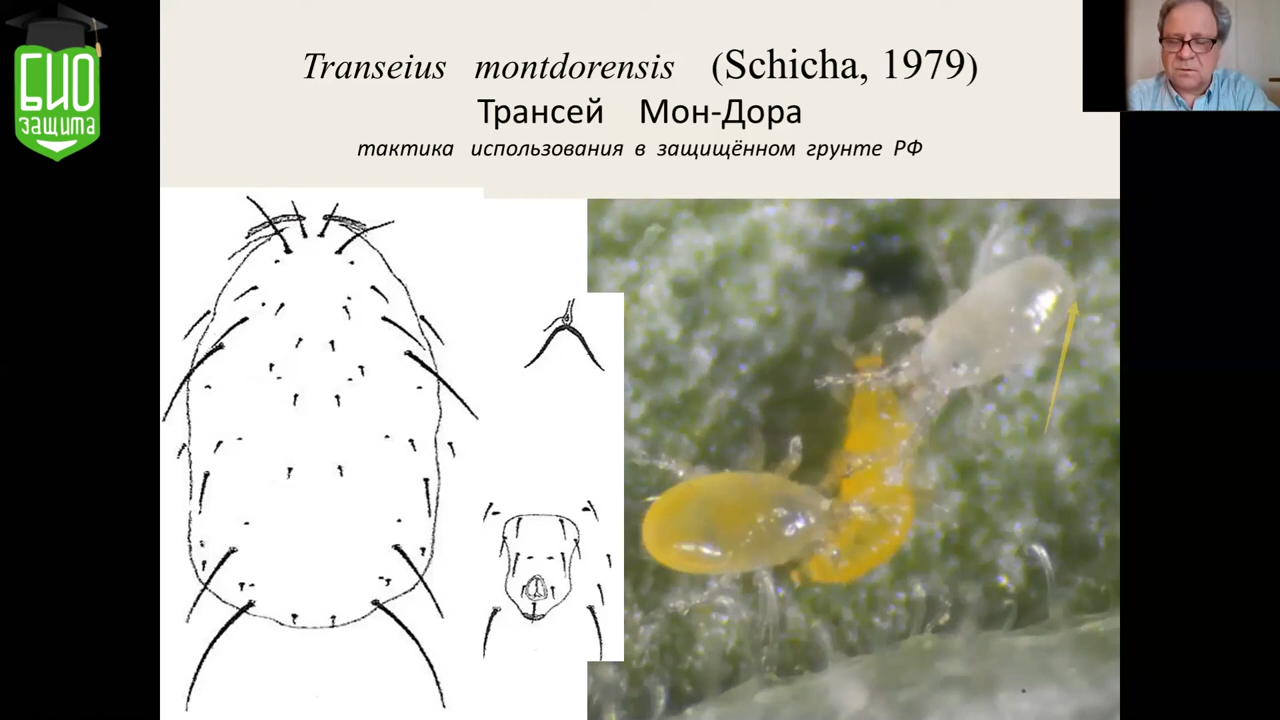 БИО
защита
Transeius montdorensis (Schicha, 1979)
Трансей Мон-Дора
тактика использования в защищённом грунте РФ